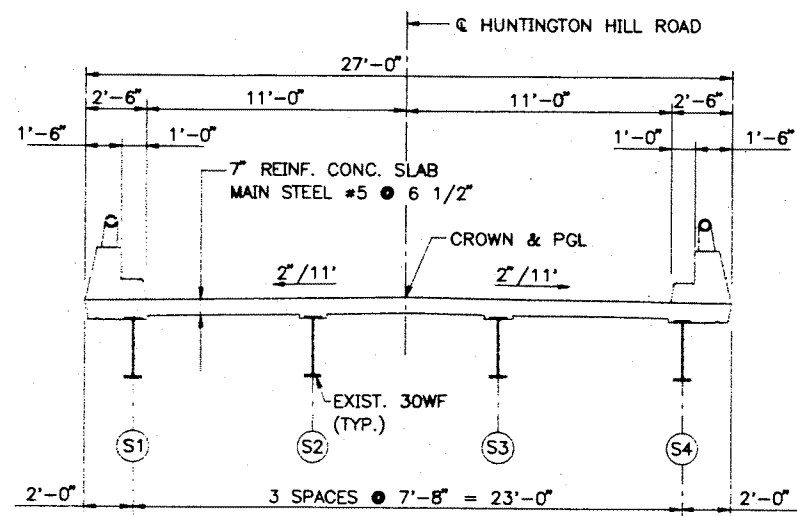 ℄ HUNTINGTON HILL ROAD
27'-0"
2'-6" 11'-0" 11'-0" 2'-6"
1'-6" 1'-0" 1'-0" 1'-6"
7" REINF. CONC. SLAB
MAIN STEEL #5 @ 6 1/2"
CROWN & PGL
2"/11' 2"/11'
EXIST. 30WF
(TYP.)
S1 S2 S3 S4
2'-0" 3 SPACES @ 7'-8" = 23'-0" 2'-0"